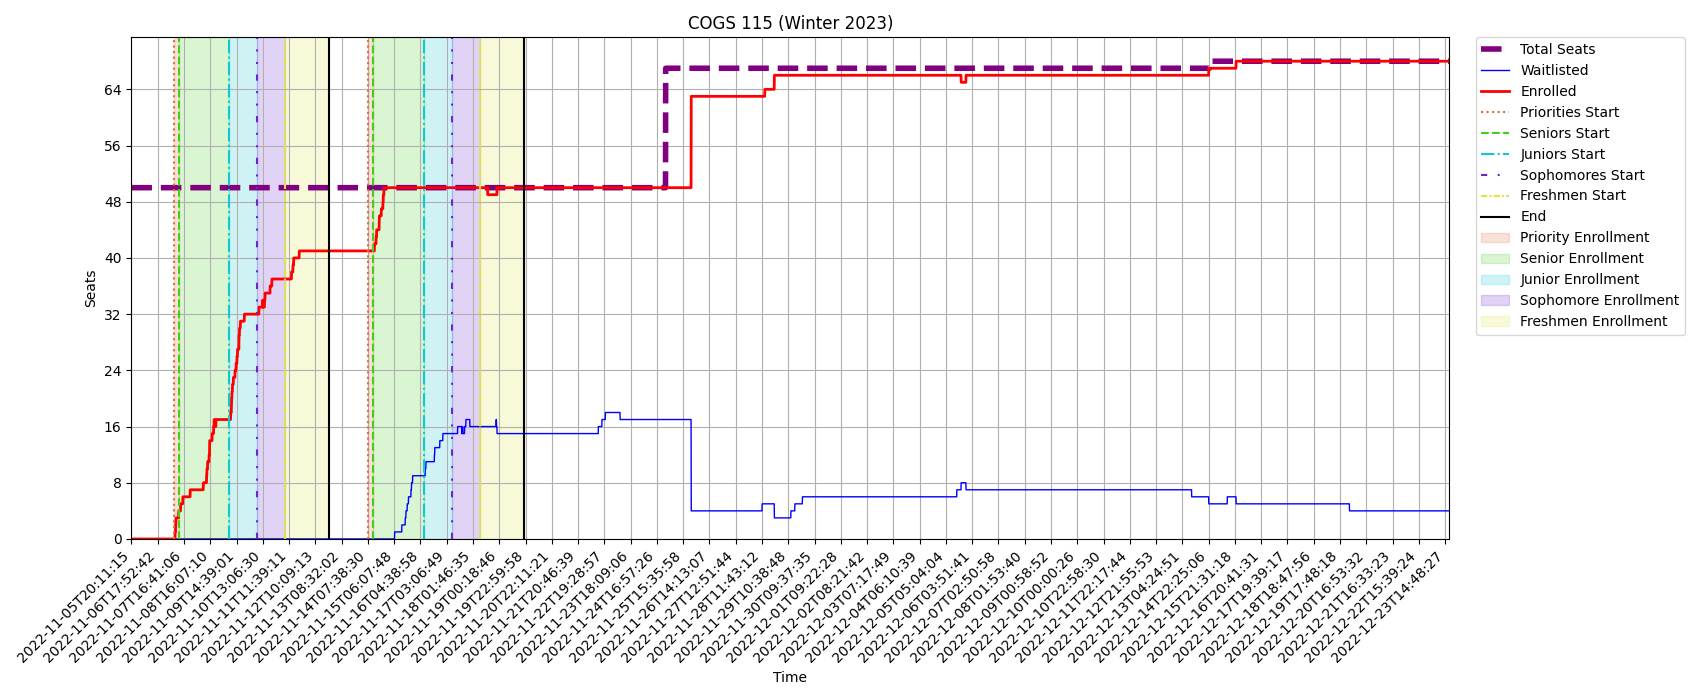 COGS 115 (Winter 2023)
Total Seats
Waitlisted
Enrolled
Priorities Start
Seniors Start
Juniors Start
Sophomores Start
Freshmen Start
End
Priority Enrollment
Senior Enrollment
Junior Enrollment
Sophomore Enrollment
Freshmen Enrollment
Seats
64
56
48
40
32
24
16
8
0
2022-11-05T20:11:15
2022-11-06T17:52:42
2022-11-07T16:41:06
2022-11-08T16:07:10
2022-11-09T14:39:01
2022-11-10T13:06:30
2022-11-11T11:39:11
2022-11-12T10:09:13
2022-11-13T08:32:02
2022-11-14T07:38:30
2022-11-15T06:07:48
2022-11-16T04:38:58
2022-11-17T03:06:49
2022-11-18T01:46:35
2022-11-19T00:18:46
2022-11-19T22:59:58
2022-11-20T22:11:21
2022-11-21T20:46:39
2022-11-22T19:28:57
2022-11-23T18:09:06
2022-11-24T16:57:26
2022-11-25T15:35:58
2022-11-26T14:13:07
2022-11-27T12:51:44
2022-11-28T11:43:12
2022-11-29T10:38:48
2022-11-30T09:37:35
2022-12-01T09:22:28
2022-12-02T08:21:42
2022-12-03T07:17:49
2022-12-04T06:10:39
2022-12-05T05:04:04
2022-12-06T03:51:41
2022-12-07T02:50:58
2022-12-08T01:53:40
2022-12-09T00:58:52
2022-12-10T00:00:26
2022-12-10T22:58:30
2022-12-11T22:17:44
2022-12-12T21:55:53
2022-12-13T04:24:51
2022-12-14T22:25:06
2022-12-15T21:31:18
2022-12-16T20:41:31
2022-12-17T19:39:17
2022-12-18T18:47:56
2022-12-19T17:48:18
2022-12-20T16:53:32
2022-12-21T16:33:23
2022-12-22T15:39:24
2022-12-23T14:48:27
Time